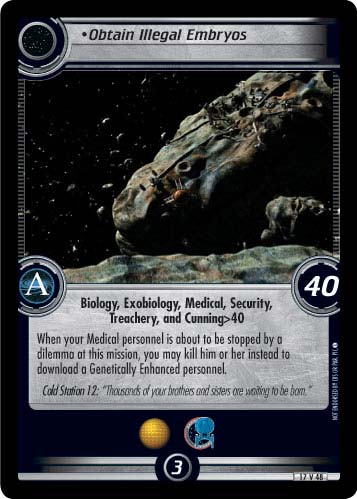 •Obtain Illegal Embryos
A
40
Biology, Exobiology, Medical, Security,
Treachery, and Cunning>40
When your Medical personnel is about to be stopped by a
dilemma at this mission, you may kill him or her instead to
download a Genetically Enhanced personnel.
Cold Station 12: "Thousands of your brothers and sisters are waiting to be born."
3
17 V 48